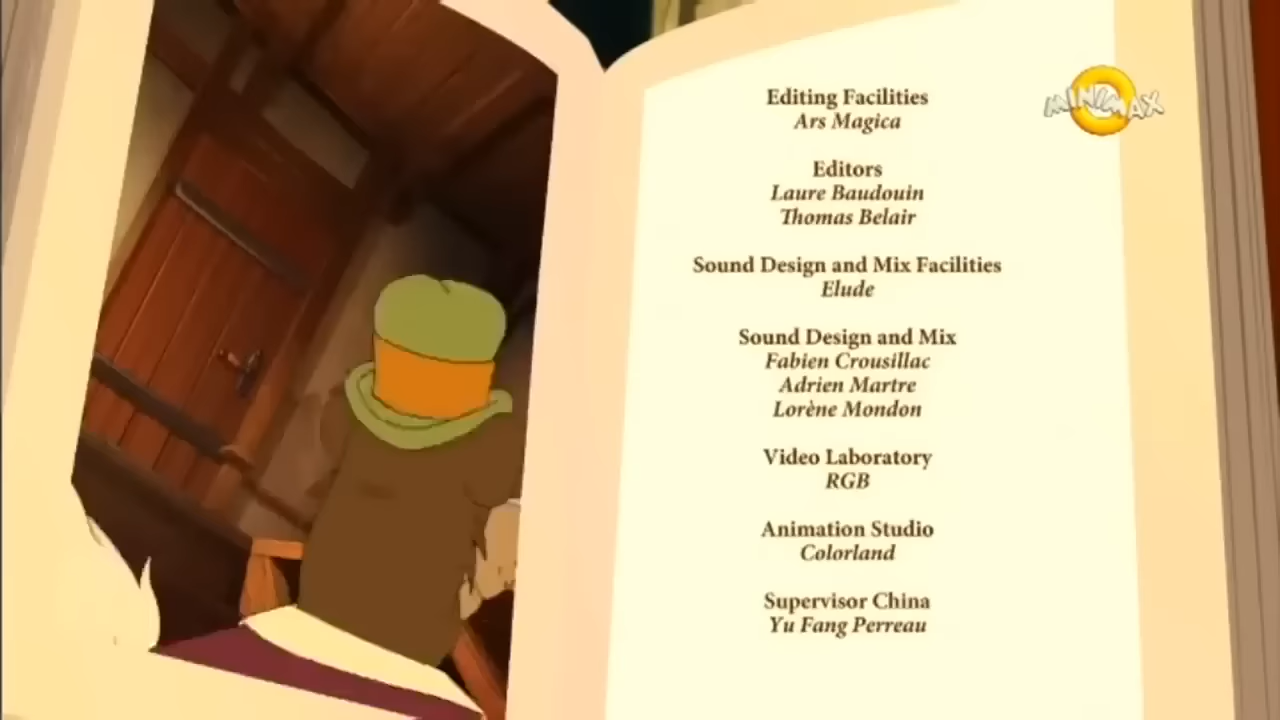 Editing Facilities
Ars Magica
MINIMAX
Editors
Laure Baudouin
Thomas Belair
Sound Design and Mix Facilities
Elude
Sound Design and Mix
Fabien Crousillac
Adrien Martre
Lorène Mondon
Video Laboratory
RGB
Animation Studio
Colorland
Supervisor China
Yu Fang Perreau